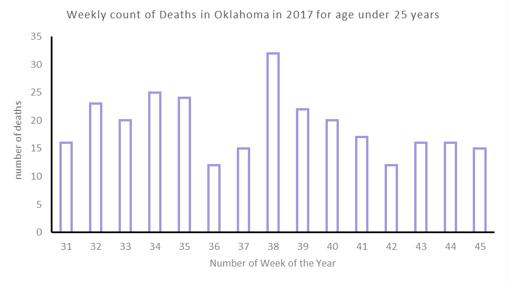 Weekly count of Deaths in Oklahoma in 2017 for age under 25 years
35
30
25
20
15
10
5
0
number of deaths
31 32 33 34 35 36 37 38 39 40 41 42 43 44 45
Number of Week of the Year